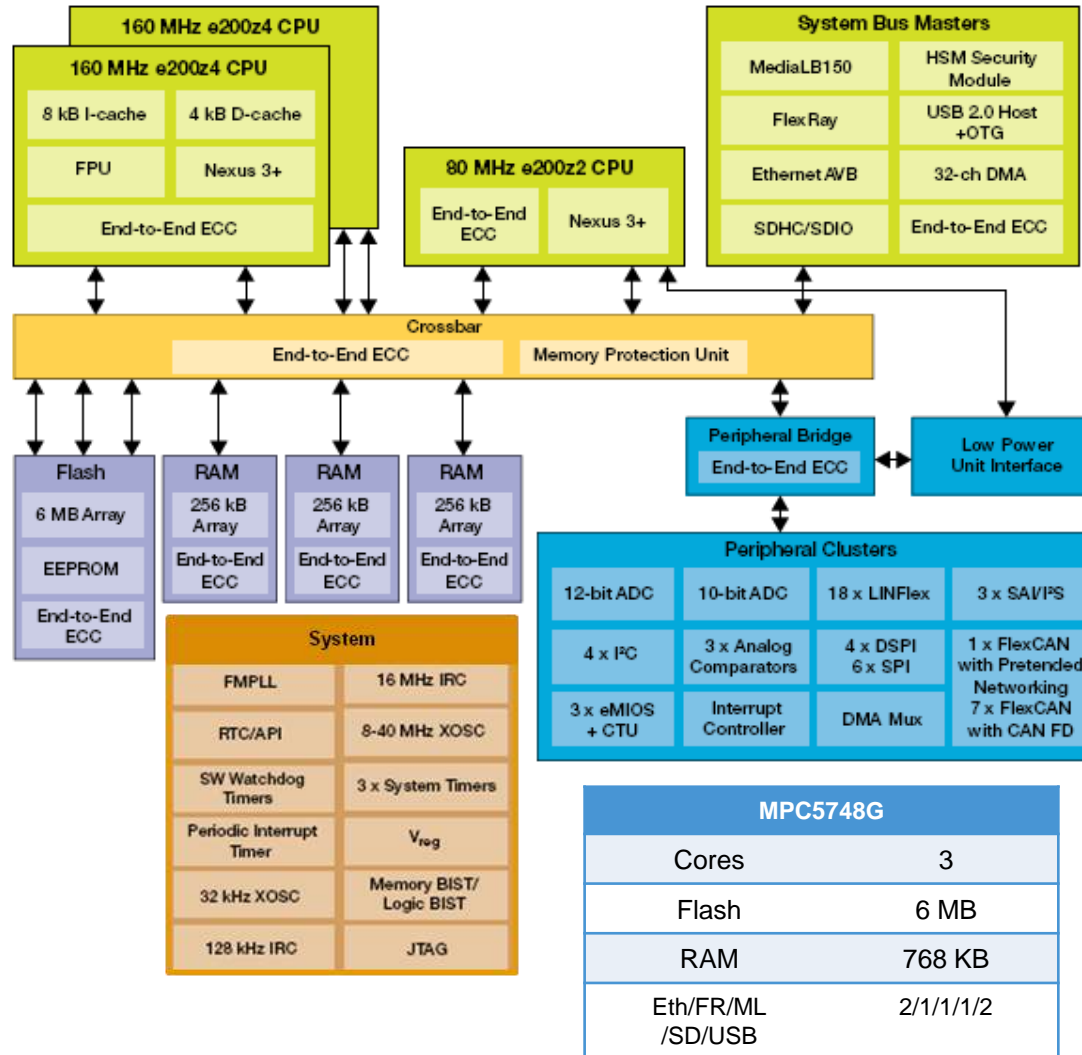 160 MHz e200z4 CPU
160 MHz e200z4 CPU
8 kB I-cache
4 kB D-cache
FPU
Nexus 3+
End-to-End ECC
80 MHz e200z2 CPU
End-to-End
ECC
Nexus 3+
System Bus Masters
MediaLB150
HSM Security
Module
FlexRay
USB 2.0 Host
+OTG
Ethernet AVB
32-ch DMA
SDHC/SDIO
End-to-End ECC
Crossbar
End-to-End ECC
Memory Protection Unit
Flash
6 MB Array
EEPROM
End-to-End
ECC
RAM
256 kB
Array
End-to-End
ECC
RAM
256 kB
Array
End-to-End
ECC
RAM
256 kB
Array
End-to-End
ECC
Peripheral Bridge
End-to-End ECC
Low Power
Unit Interface
Peripheral Clusters
12-bit ADC
10-bit ADC
18 x LINFlex
3 x SAI/I²S
4 x I²C
3 x Analog
Comparators
4 x DSPI
6 x SPI
1 x FlexCAN
with Pretended
Networking
7 x FlexCAN
with CAN FD
3 x eMIOS
+ CTU
Interrupt
Controller
DMA Mux
System
FMPLL
16 MHz IRC
RTC/API
8-40 MHz XOSC
SW Watchdog
Timers
3 x System Timers
Periodic Interrupt
Timer
Vreg
32 kHz XOSC
Memory BIST/
Logic BIST
128 kHz IRC
JTAG
MPC5748G
Cores 3
Flash 6 MB
RAM 768 KB
Eth/FR/ML 2/1/1/1/2
/SD/USB